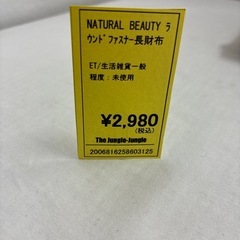 NATURAL BEAUTY ラ
ウンドファスナー長財布
ET/生活雑貨一般
程度：未使用
¥2,980
(税込)
The Jungle-Jungle
2006816258603125